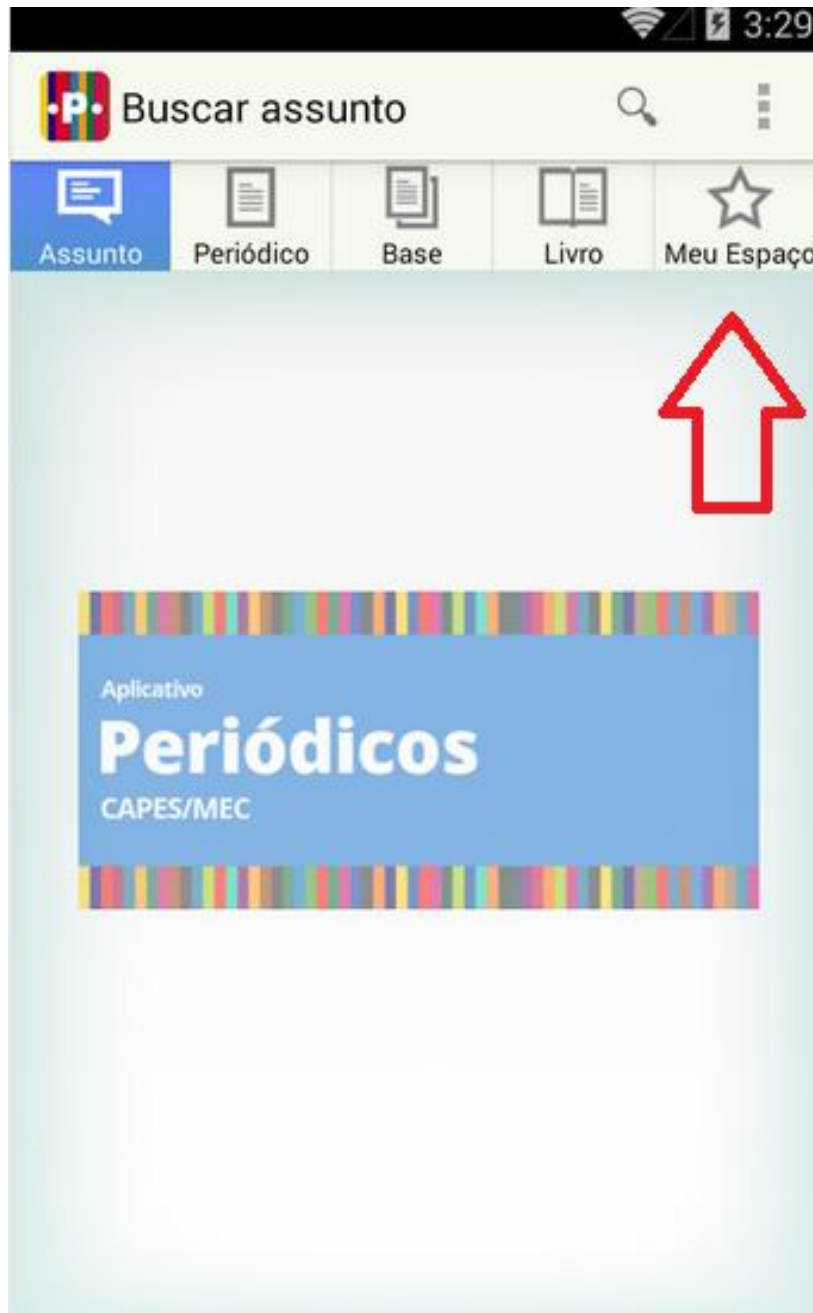 3:29
•P• Buscar assunto
Assunto Periódico Base Livro Meu Espaço
Aplicativo
Periódicos
CAPES/MEC